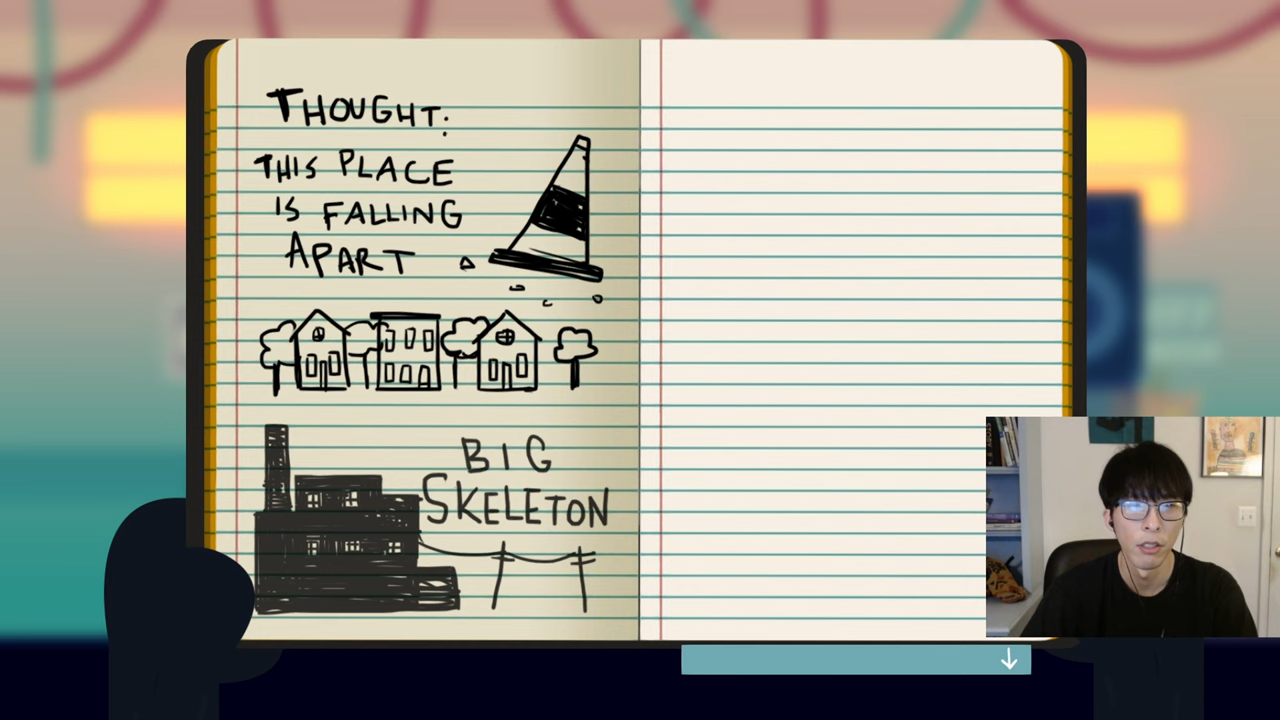 THOUGHT:
THIS PLACE
IS FALLING
APART
BIG
SKELETON